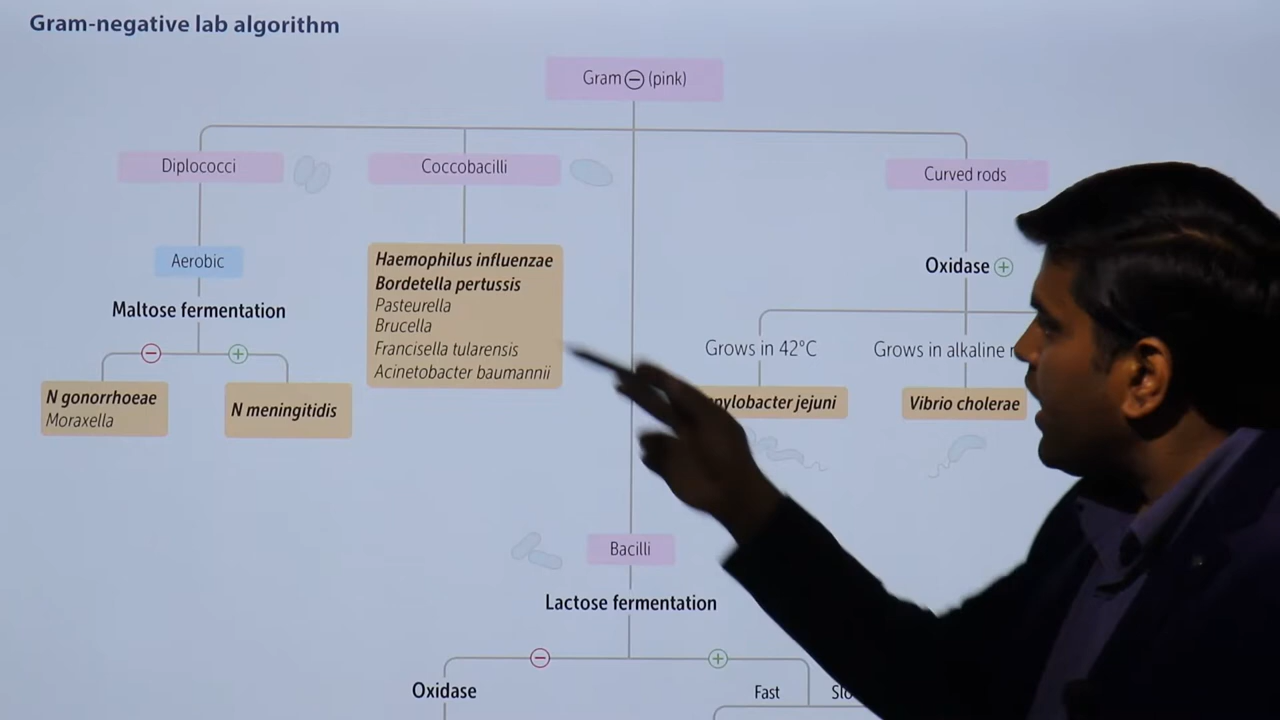 Gram-negative lab algorithm
Gram ⊖ (pink)
Diplococci
Coccobacilli
Curved rods
Aerobic
Haemophilus influenzae
Bordetella pertussis
Pasteurella
Brucella
Francisella tularensis
Acinetobacter baumannii
Oxidase ⊕
Maltose fermentation
⊖ ⊕
N gonorrhoeae
Moraxella
N meningitidis
Grows in 42°C
Grows in alkaline
jejuni
Vibrio cholerae
Bacilli
Lactose fermentation
⊖ ⊕
Oxidase
Fast